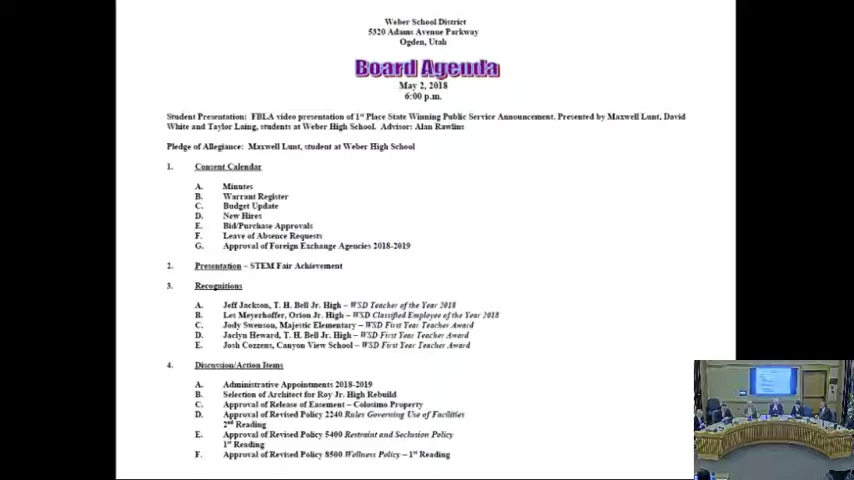 Weber School District
5320 Adams Avenue Parkway
Ogden, Utah
Board Agenda
May 2, 2018
6:00 p.m.
Student Presentation: FBLA video presentation of 1st Place State Winning Public Service Announcement. Presented by Maxwell Lunt, David
White and Taylor Laing, students at Weber High School. Advisor: Alan Rawlins
Pledge of Allegiance: Maxwell Lunt, student at Weber High School
1. Consent Calendar
A. Minutes
B. Warrant Register
C. Budget Update
D. New Hires
E. Bid/Purchase Approvals
F. Leave of Absence Requests
G. Approval of Foreign Exchange Agencies 2018-2019
2. Presentation – STEM Fair Achievement
3. Recognitions
A. Jeff Jackson, T. H. Bell Jr. High – WSD Teacher of the Year 2018
B. Les Meyerhoffer, Orion Jr. High – WSD Classified Employee of the Year 2018
C. Jody Swenson, Majestic Elementary – WSD First Year Teacher Award
D. Jaclyn Heward, T. H. Bell Jr. High – WSD First Year Teacher Award
E. Josh Cozzens, Canyon View School – WSD First Year Teacher Award
4. Discussion/Action Items
A. Administrative Appointments 2018-2019
B. Selection of Architect for Roy Jr. High Rebuild
C. Approval of Release of Easement – Colosimo Property
D. Approval of Revised Policy 2240 Rules Governing Use of Facilities
2nd Reading
E. Approval of Revised Policy 5400 Restraint and Seclusion Policy
1st Reading
F. Approval of Revised Policy 8500 Wellness Policy – 1st Reading